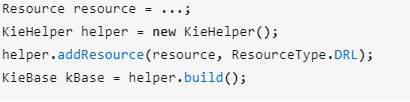 Resource resource = ...;
KieHelper helper = new KieHelper();
helper.addResource(resource, ResourceType.DRL);
KieBase kBase = helper.build();